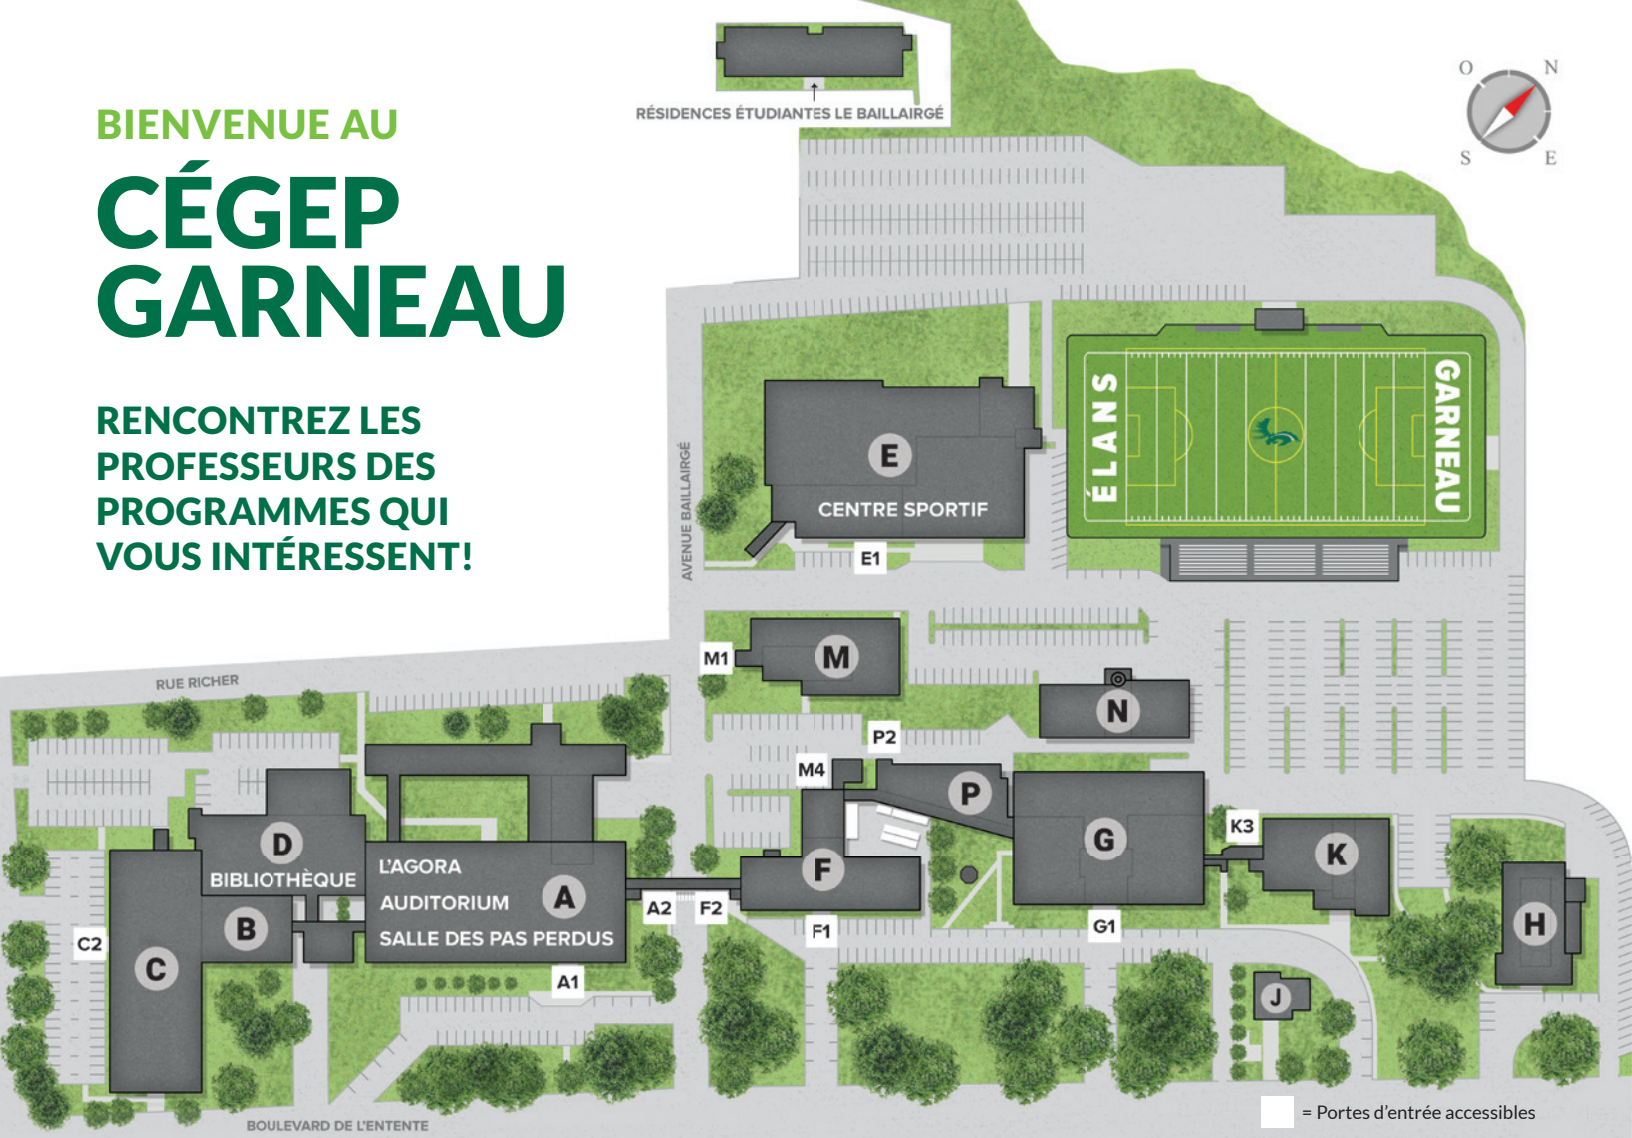 BIENVENUE AU
CÉGEP
GARNEAU
RENCONTREZ LES
PROFESSEURS DES
PROGRAMMES QUI
VOUS INTÉRESSENT!
RÉSIDENCES ÉTUDIANTES LE BAILLAIRGÉ
O
N
S
E
AVENUE BAILLAIRGÉ
E
CENTRE SPORTIF
E1
ÉLANS
GARNEAU
RUE RICHER
M1
M
N
P2
M4
P
G
K3
K
H
D
BIBLIOTHÈQUE
L'AGORA
AUDITORIUM
SALLE DES PAS PERDUS
A
F
A2
F2
F1
G1
B
C2
C
A1
J
BOULEVARD DE L'ENTENTE
= Portes d'entrée accessibles